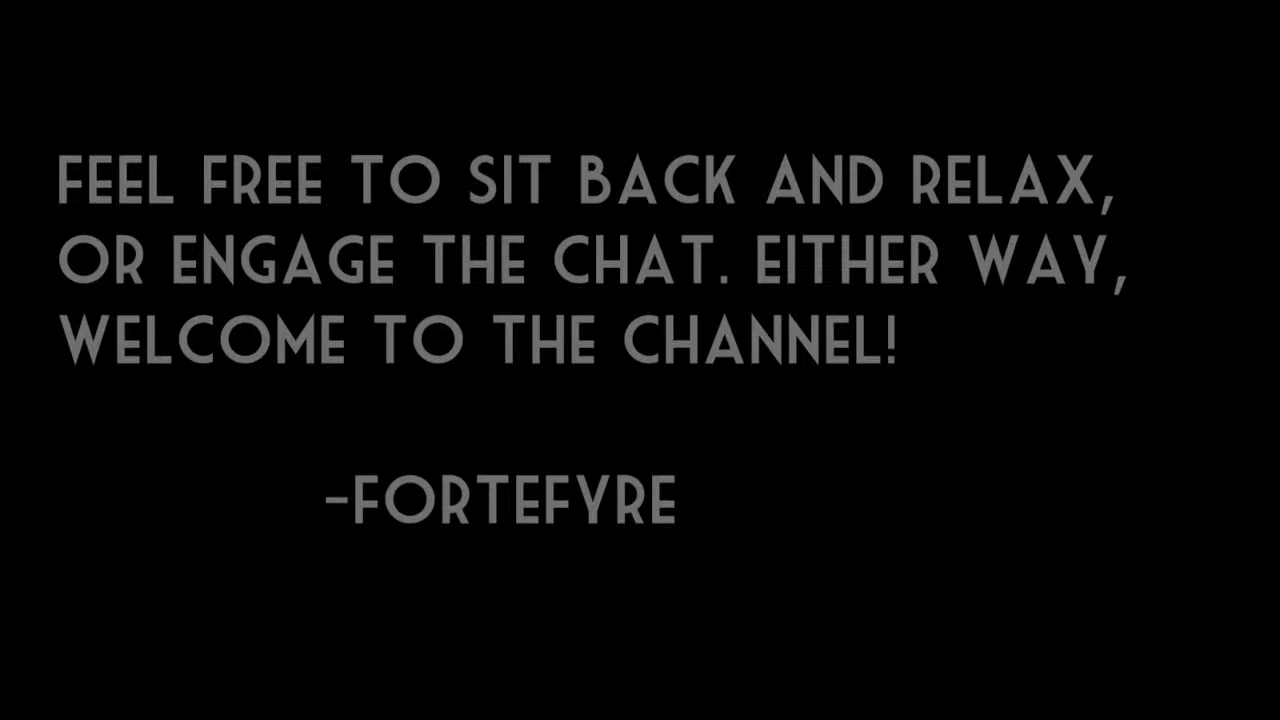 FEEL FREE TO SIT BACK AND RELAX,
OR ENGAGE THE CHAT. EITHER WAY,
WELCOME TO THE CHANNEL!
-FORTEFYRE